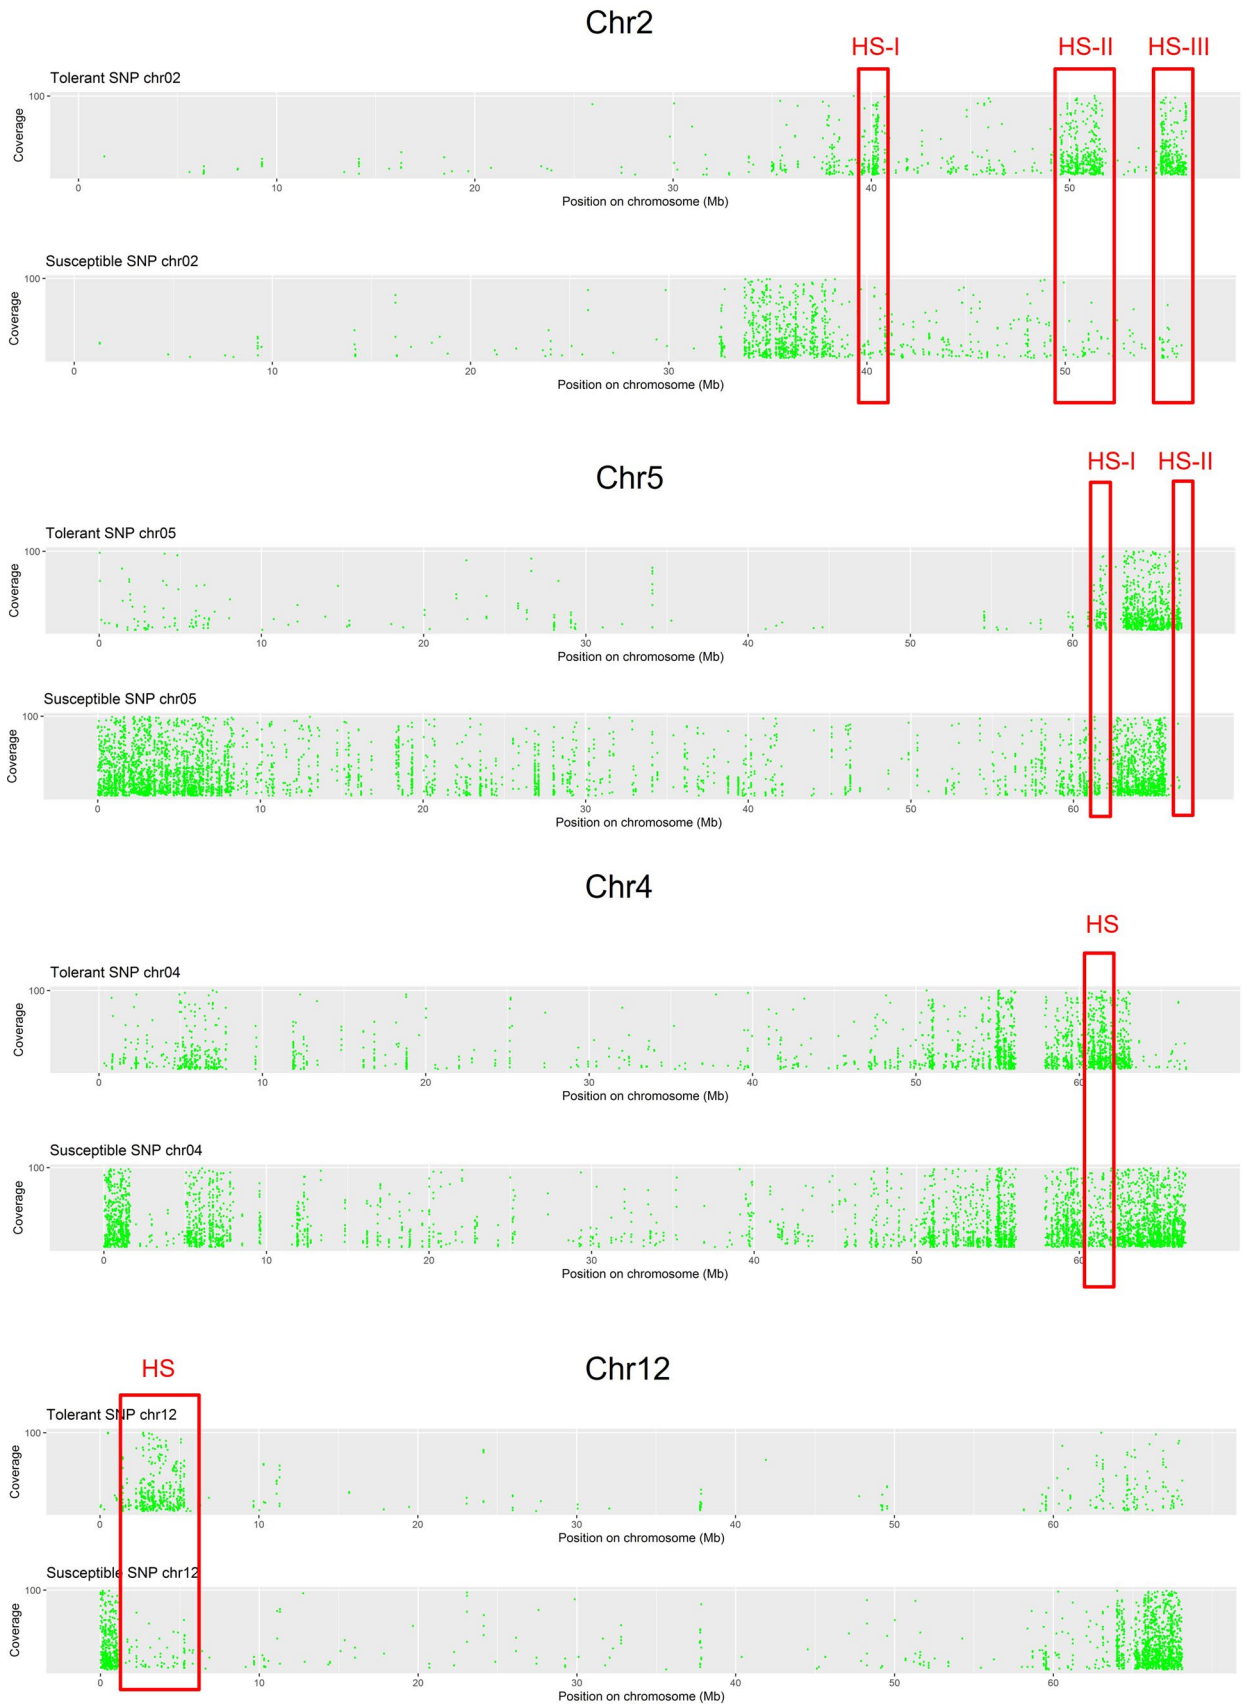 Chr2
HS-I HS-II HS-III
Tolerant SNP chr02
100
Coverage
0 10 20 30 40 50
Position on chromosome (Mb)
Susceptible SNP chr02
100
Coverage
0 10 20 30 40 50
Position on chromosome (Mb)
Chr5
HS-I HS-II
Tolerant SNP chr05
100
Coverage
0 10 20 30 40 50 60
Position on chromosome (Mb)
Susceptible SNP chr05
100
Coverage
0 10 20 30 40 50 60
Position on chromosome (Mb)
Chr4
HS
Tolerant SNP chr04
100
Coverage
0 10 20 30 40 50 60
Position on chromosome (Mb)
Susceptible SNP chr04
100
Coverage
0 10 20 30 40 50 60
Position on chromosome (Mb)
Chr12
HS
Tolerant SNP chr12
100
Coverage
0 10 20 30 40 50 60
Position on chromosome (Mb)
Susceptible SNP chr12
100
Coverage
0 10 20 30 40 50 60
Position on chromosome (Mb)